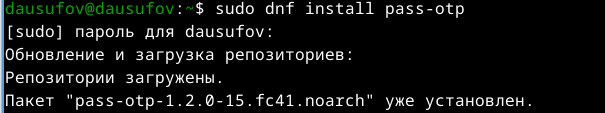 dausufov@dausufov:~$ sudo dnf install pass-otp
[sudo] пароль для dausufov:
Обновление и загрузка репозиториев:
Репозитории загружены.
Пакет "pass-otp-1.2.0-15.fc41.noarch" уже установлен.